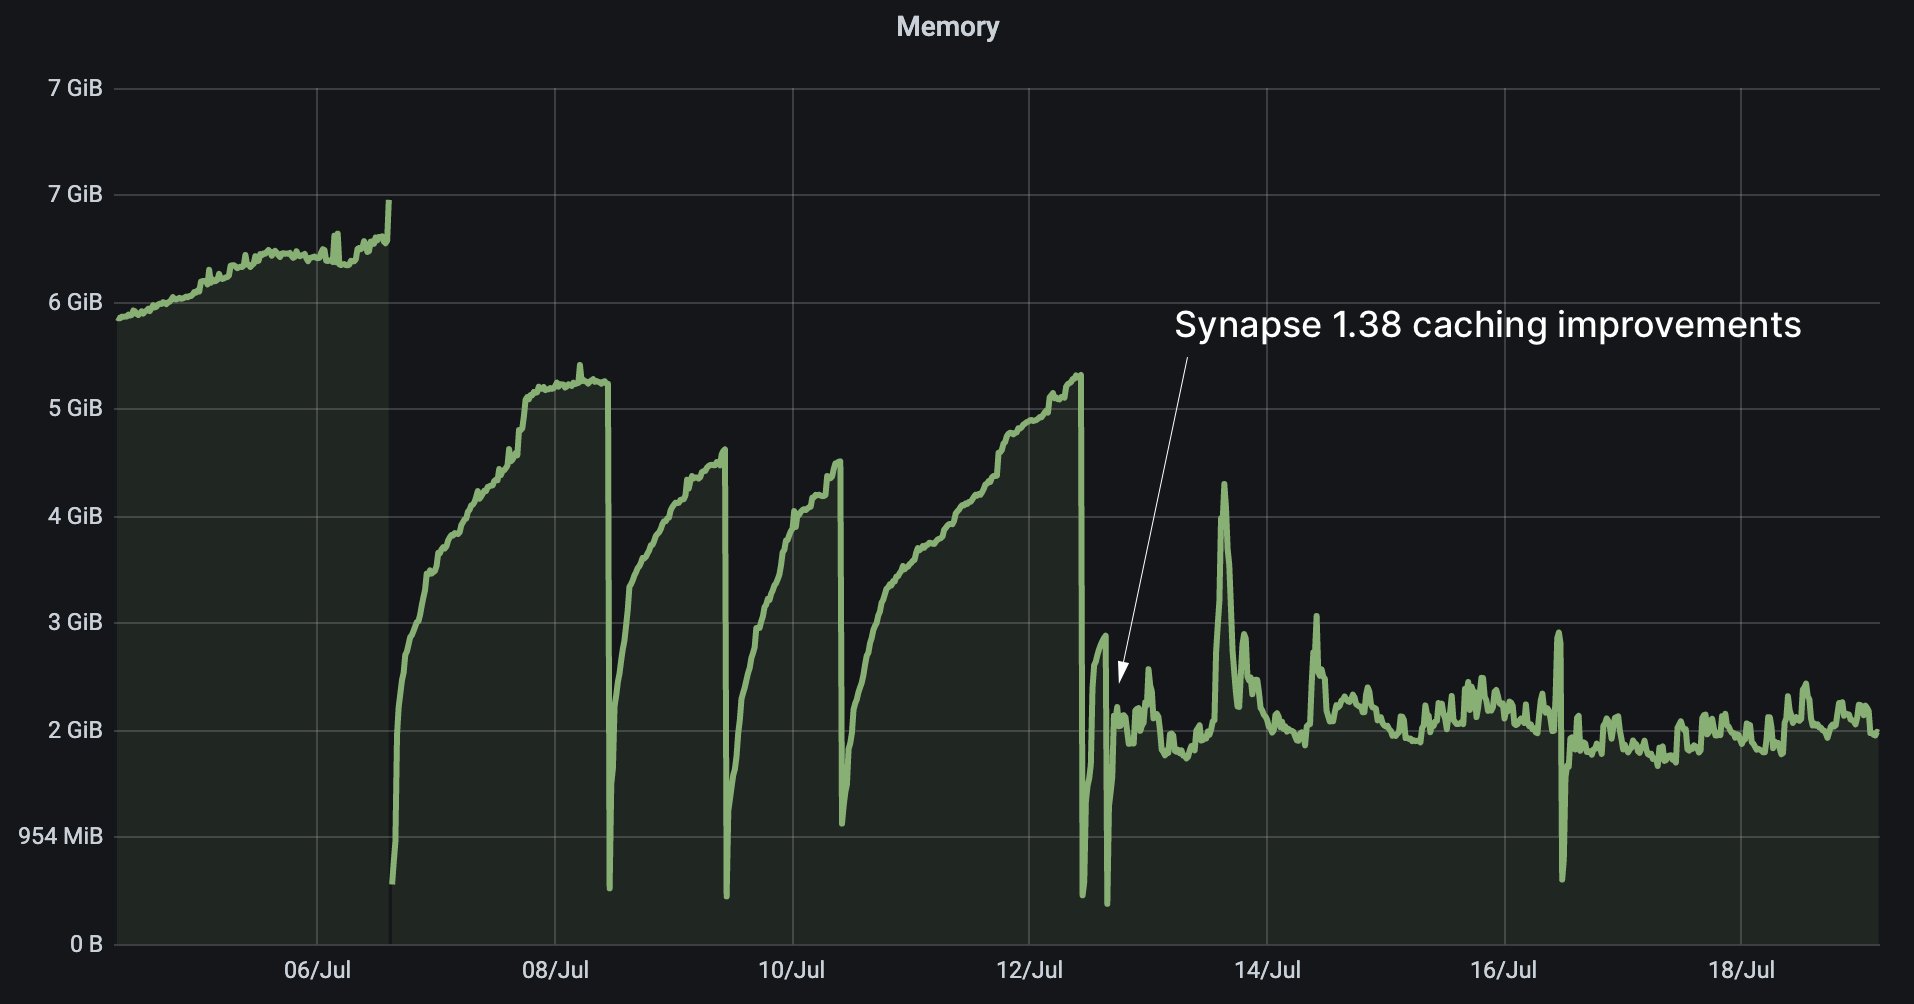 Memory
7 GiB
7 GiB
6 GiB
5 GiB
4 GiB
3 GiB
2 GiB
954 MiB
0 B
Synapse 1.38 caching improvements
06/Jul
08/Jul
10/Jul
12/Jul
14/Jul
16/Jul
18/Jul